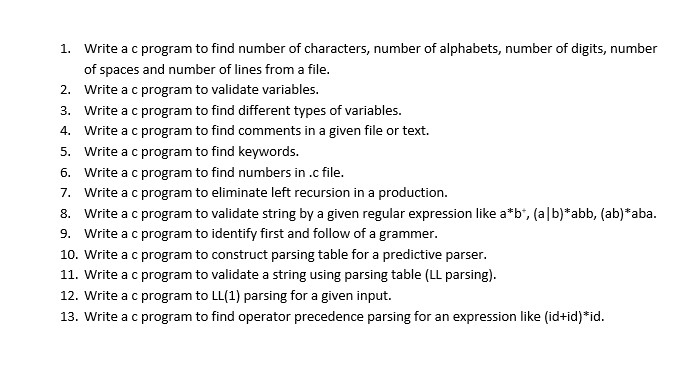 1. Write a c program to find number of characters, number of alphabets, number of digits, number
of spaces and number of lines from a file.
2. Write a c program to validate variables.
3. Write a c program to find different types of variables.
4. Write a c program to find comments in a given file or text.
5. Write a c program to find keywords.
6. Write a c program to find numbers in .c file.
7. Write a c program to eliminate left recursion in a production.
8. Write a c program to validate string by a given regular expression like a*b⁺, (a|b)*abb, (ab)*aba.
9. Write a c program to identify first and follow of a grammer.
10. Write a c program to construct parsing table for a predictive parser.
11. Write a c program to validate a string using parsing table (LL parsing).
12. Write a c program to LL(1) parsing for a given input.
13. Write a c program to find operator precedence parsing for an expression like (id+id)*id.